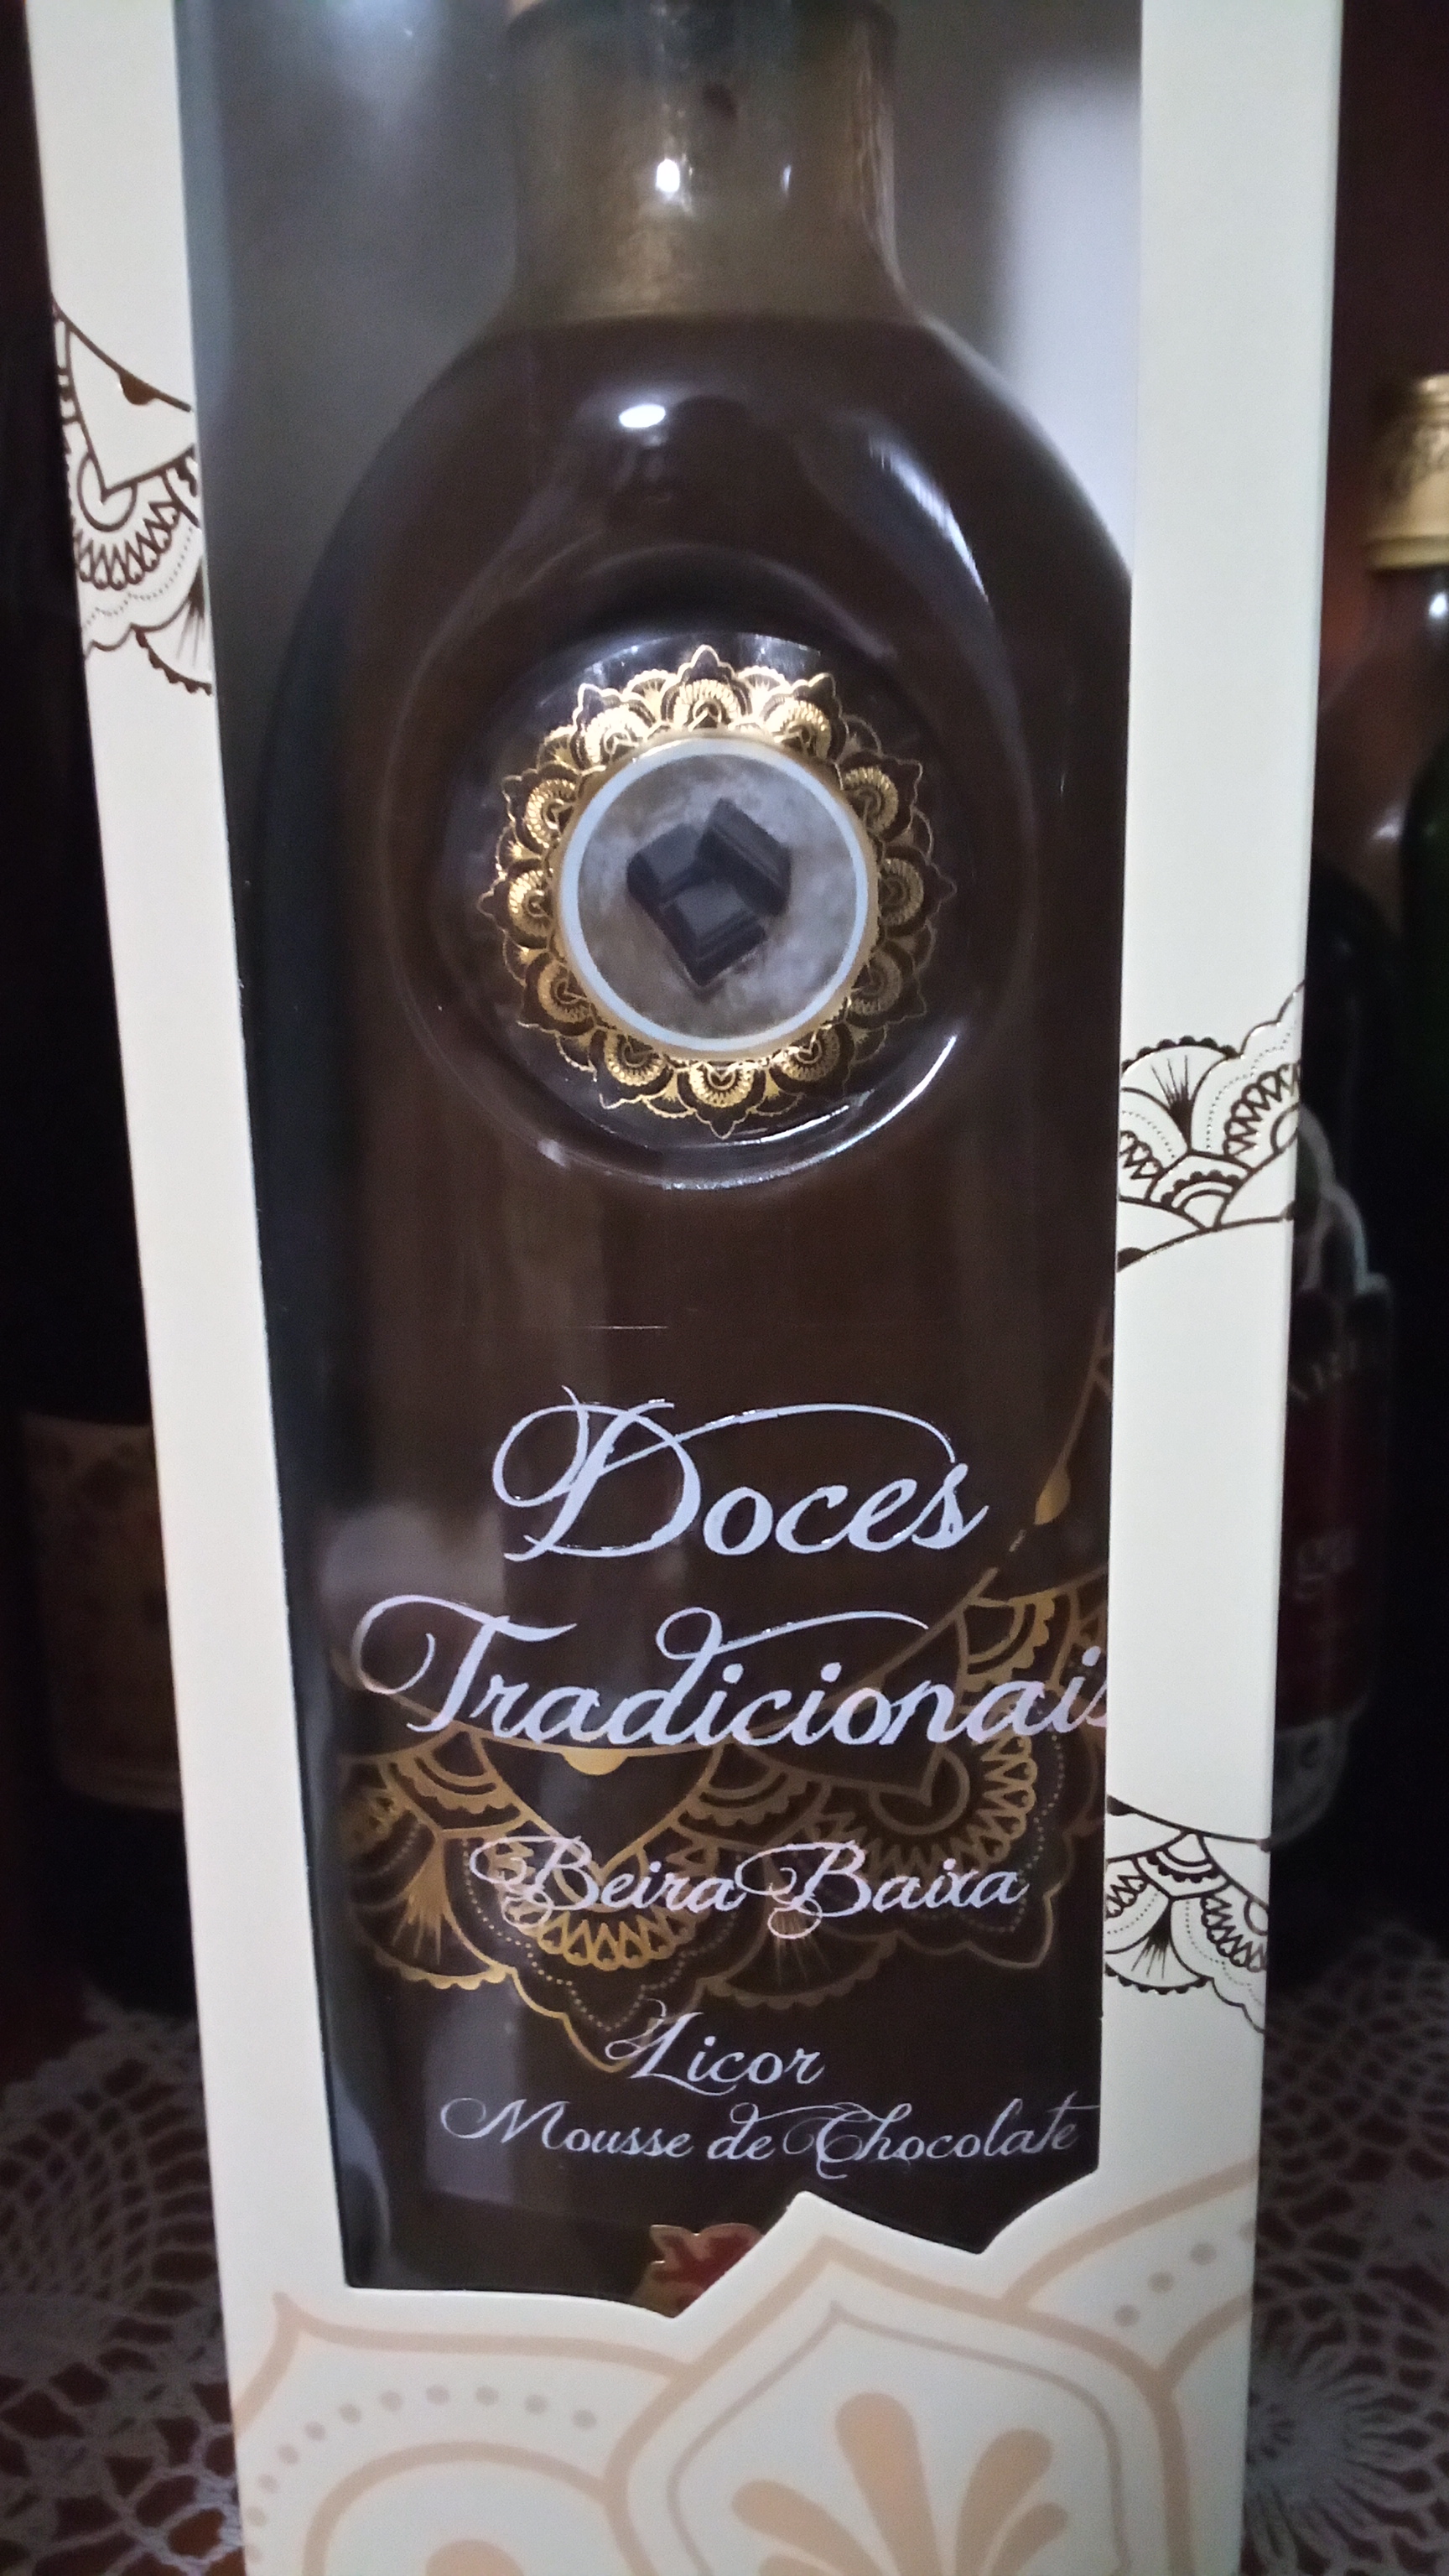 Doces
Tradicionais
Beira Baixa
Licor
Mousse de Chocolate